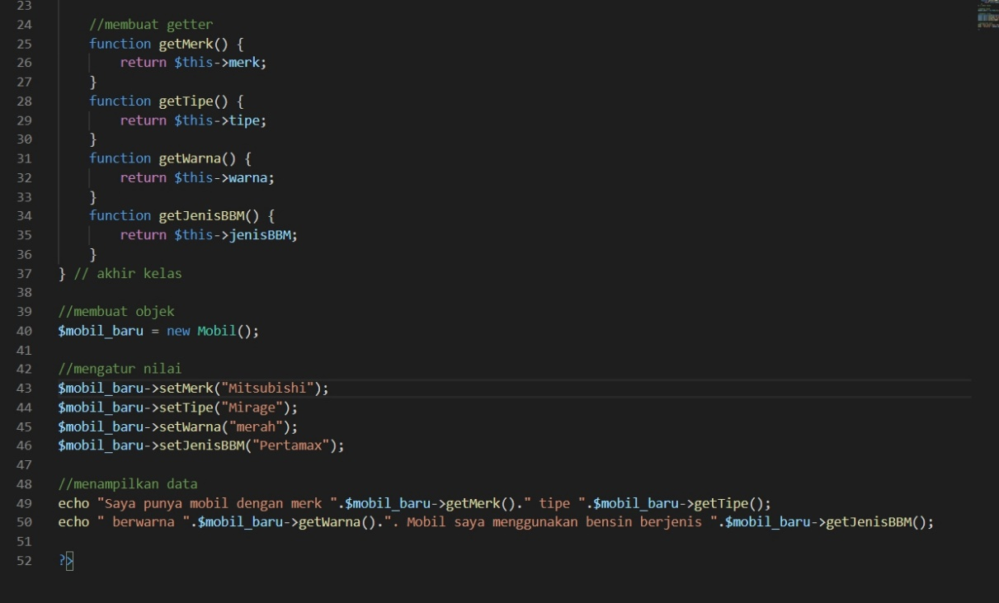 23
24 //membuat getter
25 function getMerk() {
26 return $this->merk;
27 }
28 function getTipe() {
29 return $this->tipe;
30 }
31 function getWarna() {
32 return $this->warna;
33 }
34 function getJenisBBM() {
35 return $this->jenisBBM;
36 }
37 } // akhir kelas
38
39 //membuat objek
40 $mobil_baru = new Mobil();
41
42 //mengatur nilai
43 $mobil_baru->setMerk("Mitsubishi");
44 $mobil_baru->setTipe("Mirage");
45 $mobil_baru->setWarna("merah");
46 $mobil_baru->setJenisBBM("Pertamax");
47
48 //menampilkan data
49 echo "Saya punya mobil dengan merk ".$mobil_baru->getMerk()." tipe ".$mobil_baru->getTipe();
50 echo " berwarna ".$mobil_baru->getWarna().". Mobil saya menggunakan bensin berjenis ".$mobil_baru->getJenisBBM();
51
52 ?>